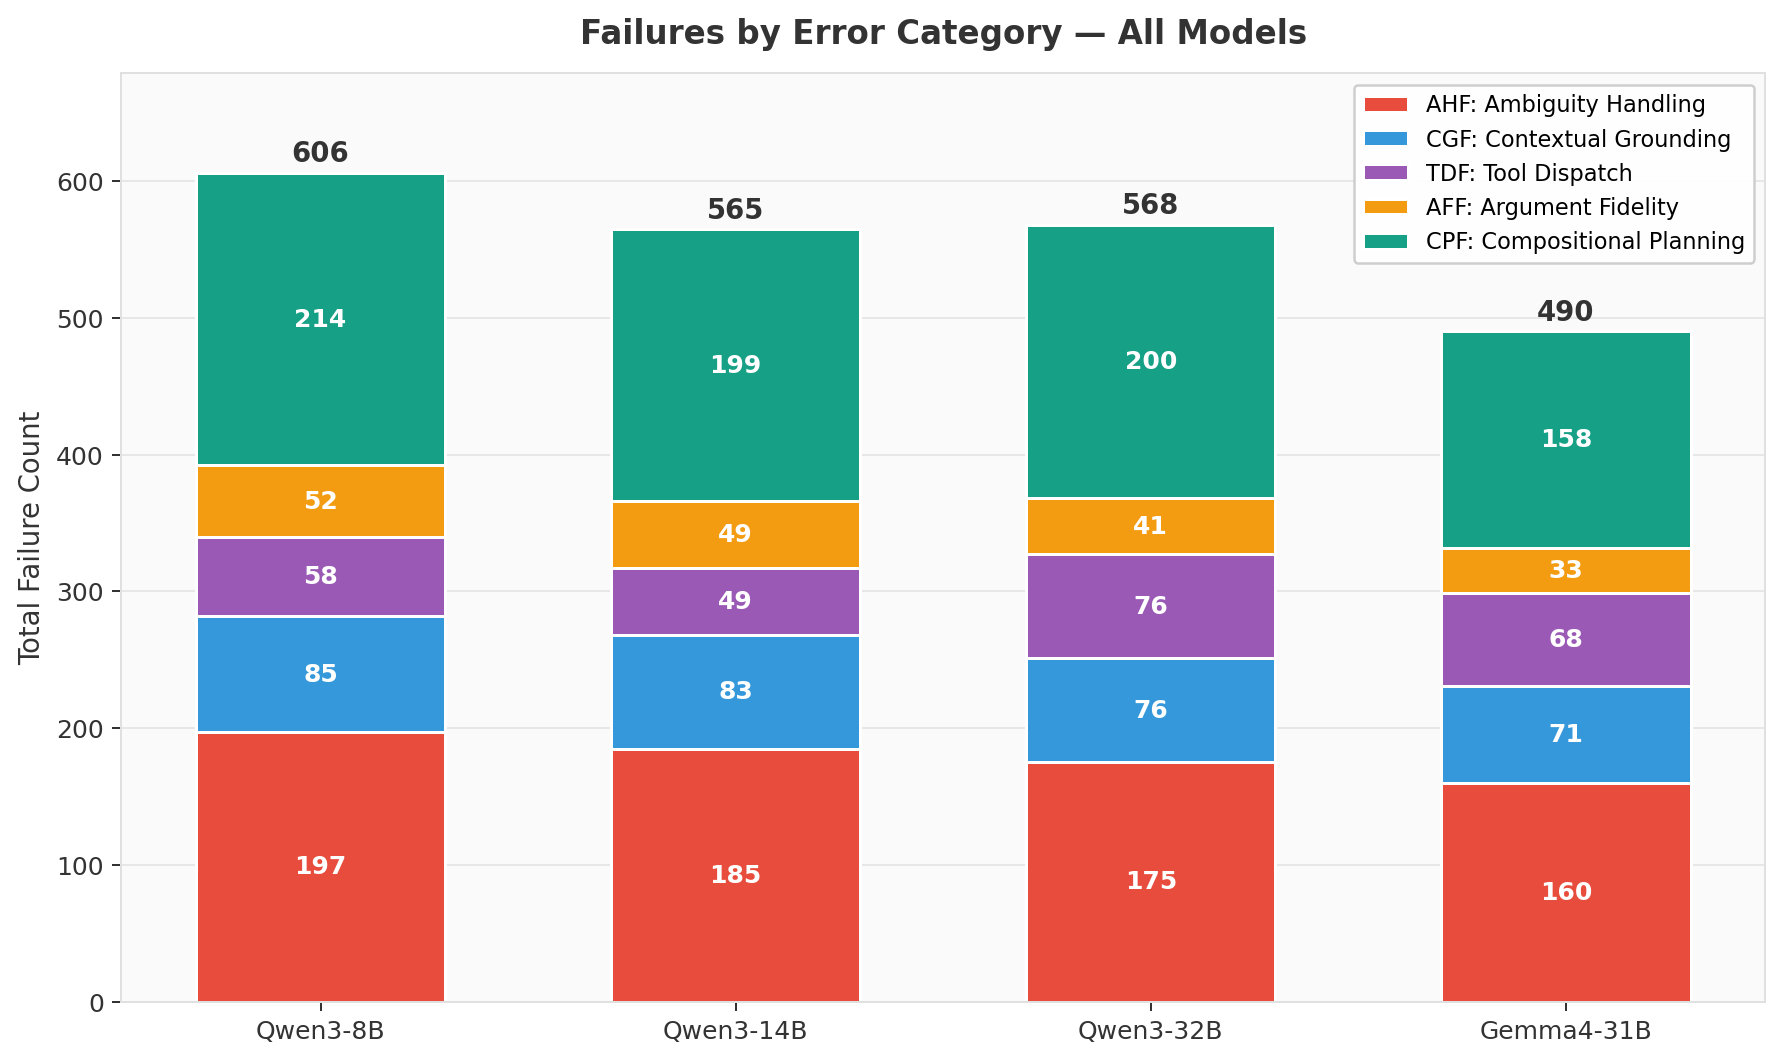 Failures by Error Category — All Models
AHF: Ambiguity Handling
CGF: Contextual Grounding
TDF: Tool Dispatch
AFF: Argument Fidelity
CPF: Compositional Planning
Total Failure Count
600
500
400
300
200
100
0
606
214
52
58
85
197
565
199
49
49
83
185
568
200
41
76
76
175
490
158
33
68
71
160
Qwen3-8B
Qwen3-14B
Qwen3-32B
Gemma4-31B